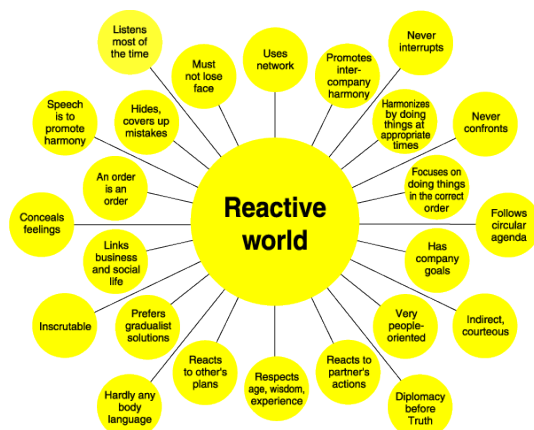 Listens
most of
the time
Must
not lose
face
Uses
network
Promotes
inter-
company
harmony
Never
interrupts
Speech
is to
promote
harmony
Hides,
covers up
mistakes
Harmonizes
by doing
things at
appropriate
times
Never
confronts
An order
is an
order
Reactive
world
Focuses on
doing things
in the correct
order
Conceals
feelings
Follows
circular
agenda
Links
business
and social
life
Has
company
goals
Inscrutable
Prefers
gradualist
solutions
Very
people-
oriented
Indirect,
courteous
Reacts
to other's
plans
Respects
age, wisdom,
experience
Reacts to
partner's
actions
Hardly any
body
language
Diplomacy
before
Truth